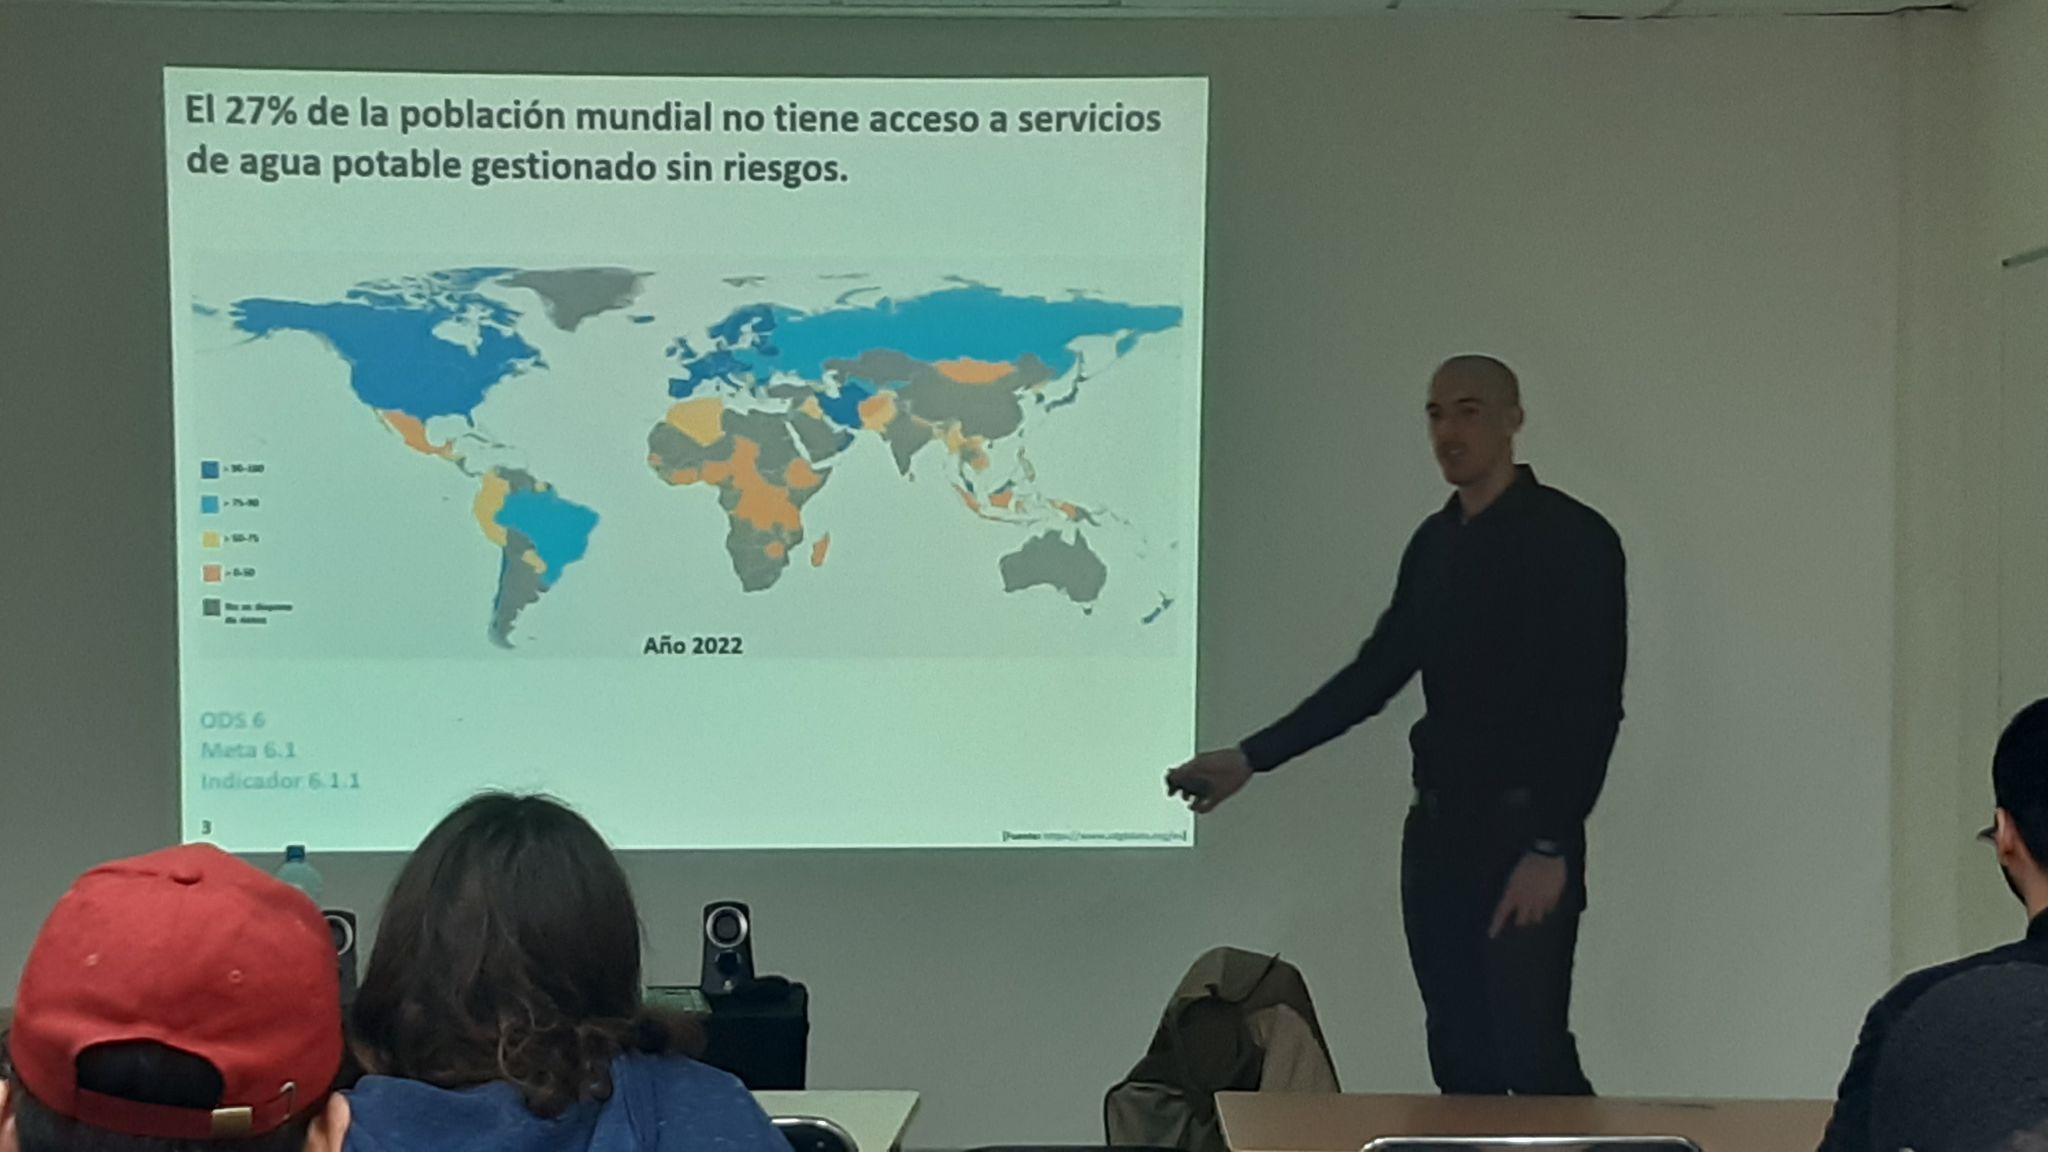 El 27% de la población mundial no tiene acceso a servicios
de agua potable gestionado sin riesgos.
> 90-100
> 75-90
> 50-75
> 0-50
No se dispone
de datos
Año 2022
ODS 6
Meta 6.1
Indicador 6.1.1
3
[Fuente: